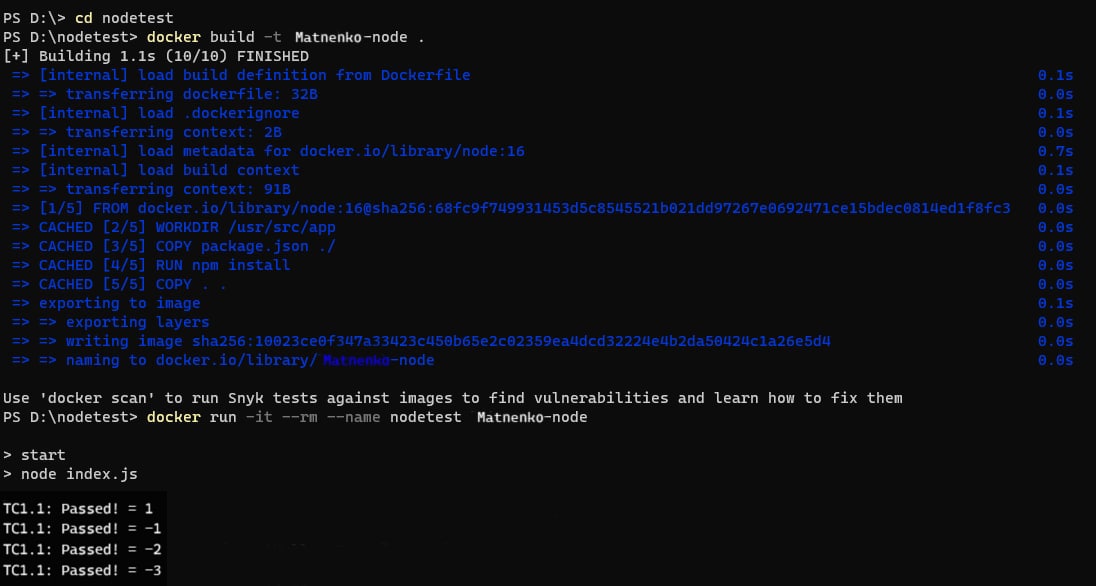 PS D:\> cd nodetest
PS D:\nodetest> docker build -t Matnenko-node .
[+] Building 1.1s (10/10) FINISHED
=> [internal] load build definition from Dockerfile 0.1s
=> => transferring dockerfile: 32B 0.0s
=> [internal] load .dockerignore 0.1s
=> => transferring context: 2B 0.0s
=> [internal] load metadata for docker.io/library/node:16 0.7s
=> [internal] load build context 0.1s
=> => transferring context: 91B 0.0s
=> [1/5] FROM docker.io/library/node:16@sha256:68fc9f749931453d5c8545521b021dd97267e0692471ce15bdec0814ed1f8fc3 0.0s
=> CACHED [2/5] WORKDIR /usr/src/app 0.0s
=> CACHED [3/5] COPY package.json ./ 0.0s
=> CACHED [4/5] RUN npm install 0.0s
=> CACHED [5/5] COPY . . 0.0s
=> exporting to image 0.1s
=> => exporting layers 0.0s
=> => writing image sha256:10023ce0f347a33423c450b65e2c02359ea4dcd32224e4b2da50424c1a26e5d4 0.0s
=> => naming to docker.io/library/Matnenko-node 0.0s
Use 'docker scan' to run Snyk tests against images to find vulnerabilities and learn how to fix them
PS D:\nodetest> docker run -it --rm --name nodetest Matnenko-node
> start
> node index.js
TC1.1: Passed! = 1
TC1.1: Passed! = -1
TC1.1: Passed! = -2
TC1.1: Passed! = -3